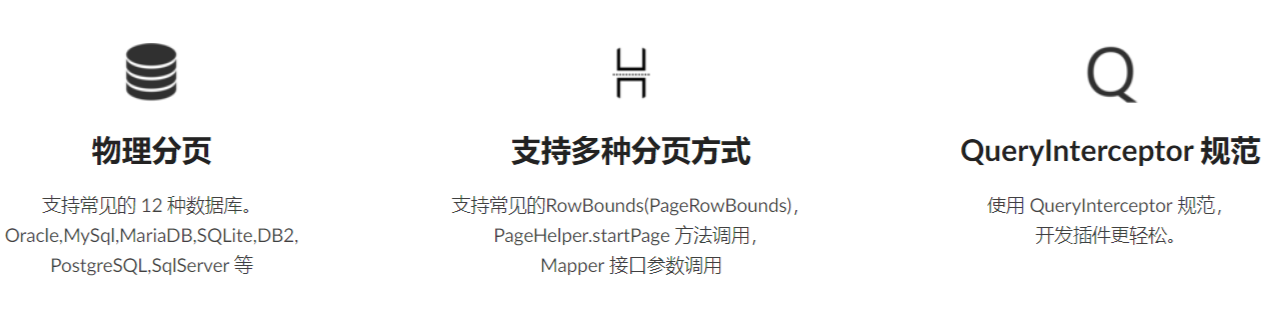 物理分页
支持常见的 12 种数据库。
Oracle,MySql,MariaDB,SQLite,DB2,
PostgreSQL,SqlServer 等
支持多种分页方式
支持常见的RowBounds(PageRowBounds)，
PageHelper.startPage 方法调用，
Mapper 接口参数调用
Q
QueryInterceptor 规范
使用 QueryInterceptor 规范，
开发插件更轻松。